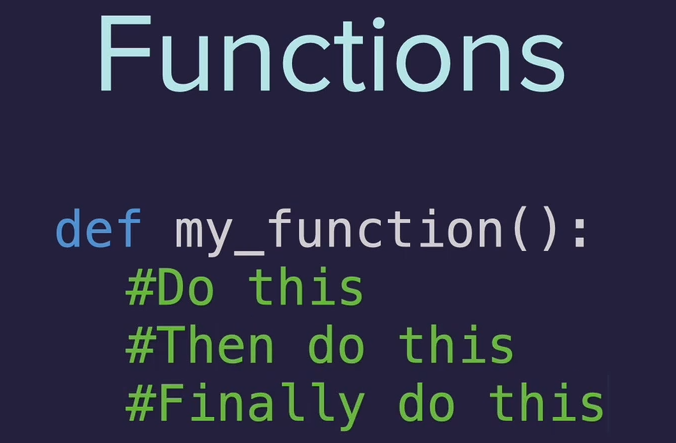 Functions
def my_function():
#Do this
#Then do this
#Finally do this